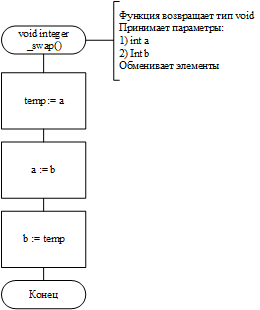 void integer
_swap()
Функция возвращает тип void
Принимает параметры:
1) int a
2) Int b
Обменивает элементы
temp := a
a := b
b := temp
Конец